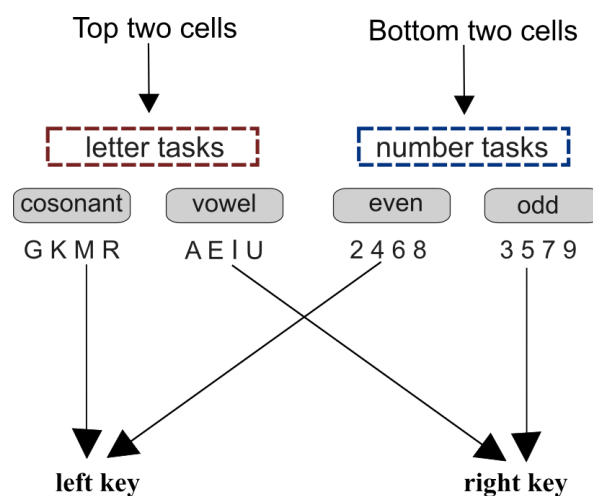 Top two cells Bottom two cells
letter tasks number tasks
cosonant vowel even odd
G K M R A E I U 2 4 6 8 3 5 7 9
left key right key